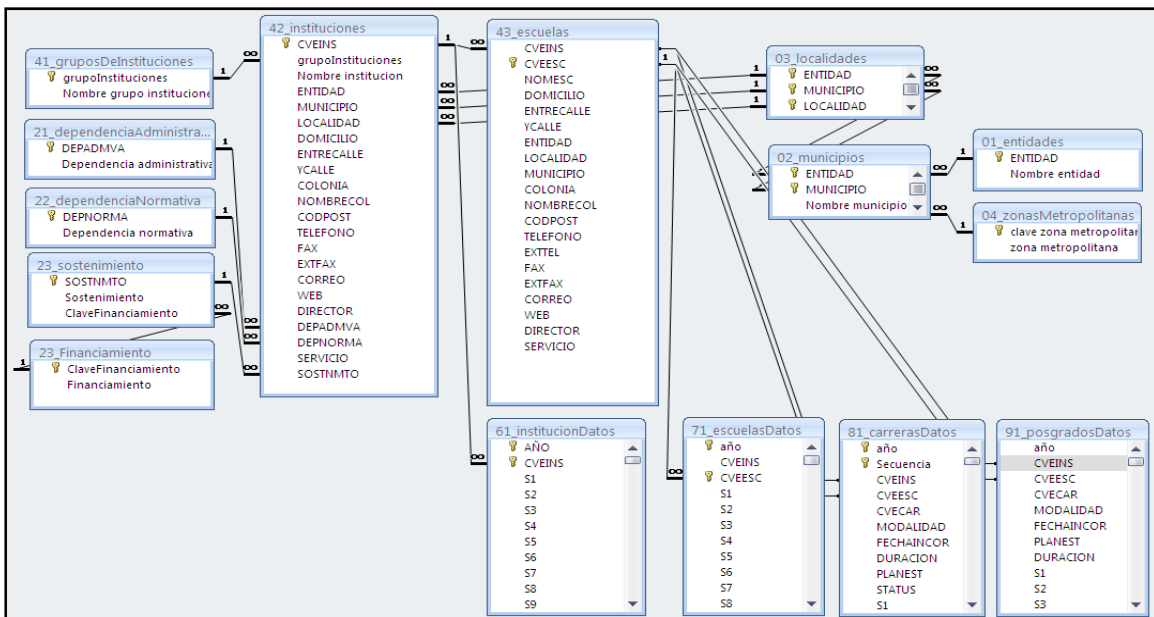 41_gruposDeInstituciones
grupoInstituciones
Nombre grupo institucione
21_dependenciaAdministra...
DEPADMVA
Dependencia administrativa
22_dependenciaNormativa
DEPNORMA
Dependencia normativa
23_sostenimiento
SOSTNMTO
Sostenimiento
ClaveFinanciamiento
23_Financiamiento
ClaveFinanciamiento
Financiamiento
42_instituciones
CVEINS
grupoInstituciones
Nombre institucion
ENTIDAD
MUNICIPIO
LOCALIDAD
DOMICILIO
ENTRECALLE
YCALLE
COLONIA
NOMBRECOL
CODPOST
TELEFONO
FAX
EXTFAX
CORREO
WEB
DIRECTOR
DEPADMVA
DEPNORMA
SERVICIO
SOSTNMTO
43_escuelas
CVEINS
CVEESC
NOMESC
DOMICILIO
ENTRECALLE
YCALLE
ENTIDAD
LOCALIDAD
MUNICIPIO
COLONIA
NOMBRECOL
CODPOST
TELEFONO
EXTTEL
FAX
EXTFAX
CORREO
WEB
DIRECTOR
SERVICIO
03_localidades
ENTIDAD
MUNICIPIO
LOCALIDAD
02_municipios
ENTIDAD
MUNICIPIO
Nombre municipio
01_entidades
ENTIDAD
Nombre entidad
04_zonasMetropolitanas
clave zona metropolitar
zona metropolitana
61_institucionDatos
AÑO
CVEINS
S1
S2
S3
S4
S5
S6
S7
S8
S9
71_escuelasDatos
año
CVEINS
CVEESC
S1
S2
S3
S4
S5
S6
S7
S8
81_carrerasDatos
año
Secuencia
CVEINS
CVEESC
CVECAR
MODALIDAD
FECHAINCOR
DURACION
PLANEST
STATUS
S1
91_posgradosDatos
año
CVEINS
CVEESC
CVECAR
MODALIDAD
FECHAINCOR
PLANEST
DURACION
S1
S2
S3